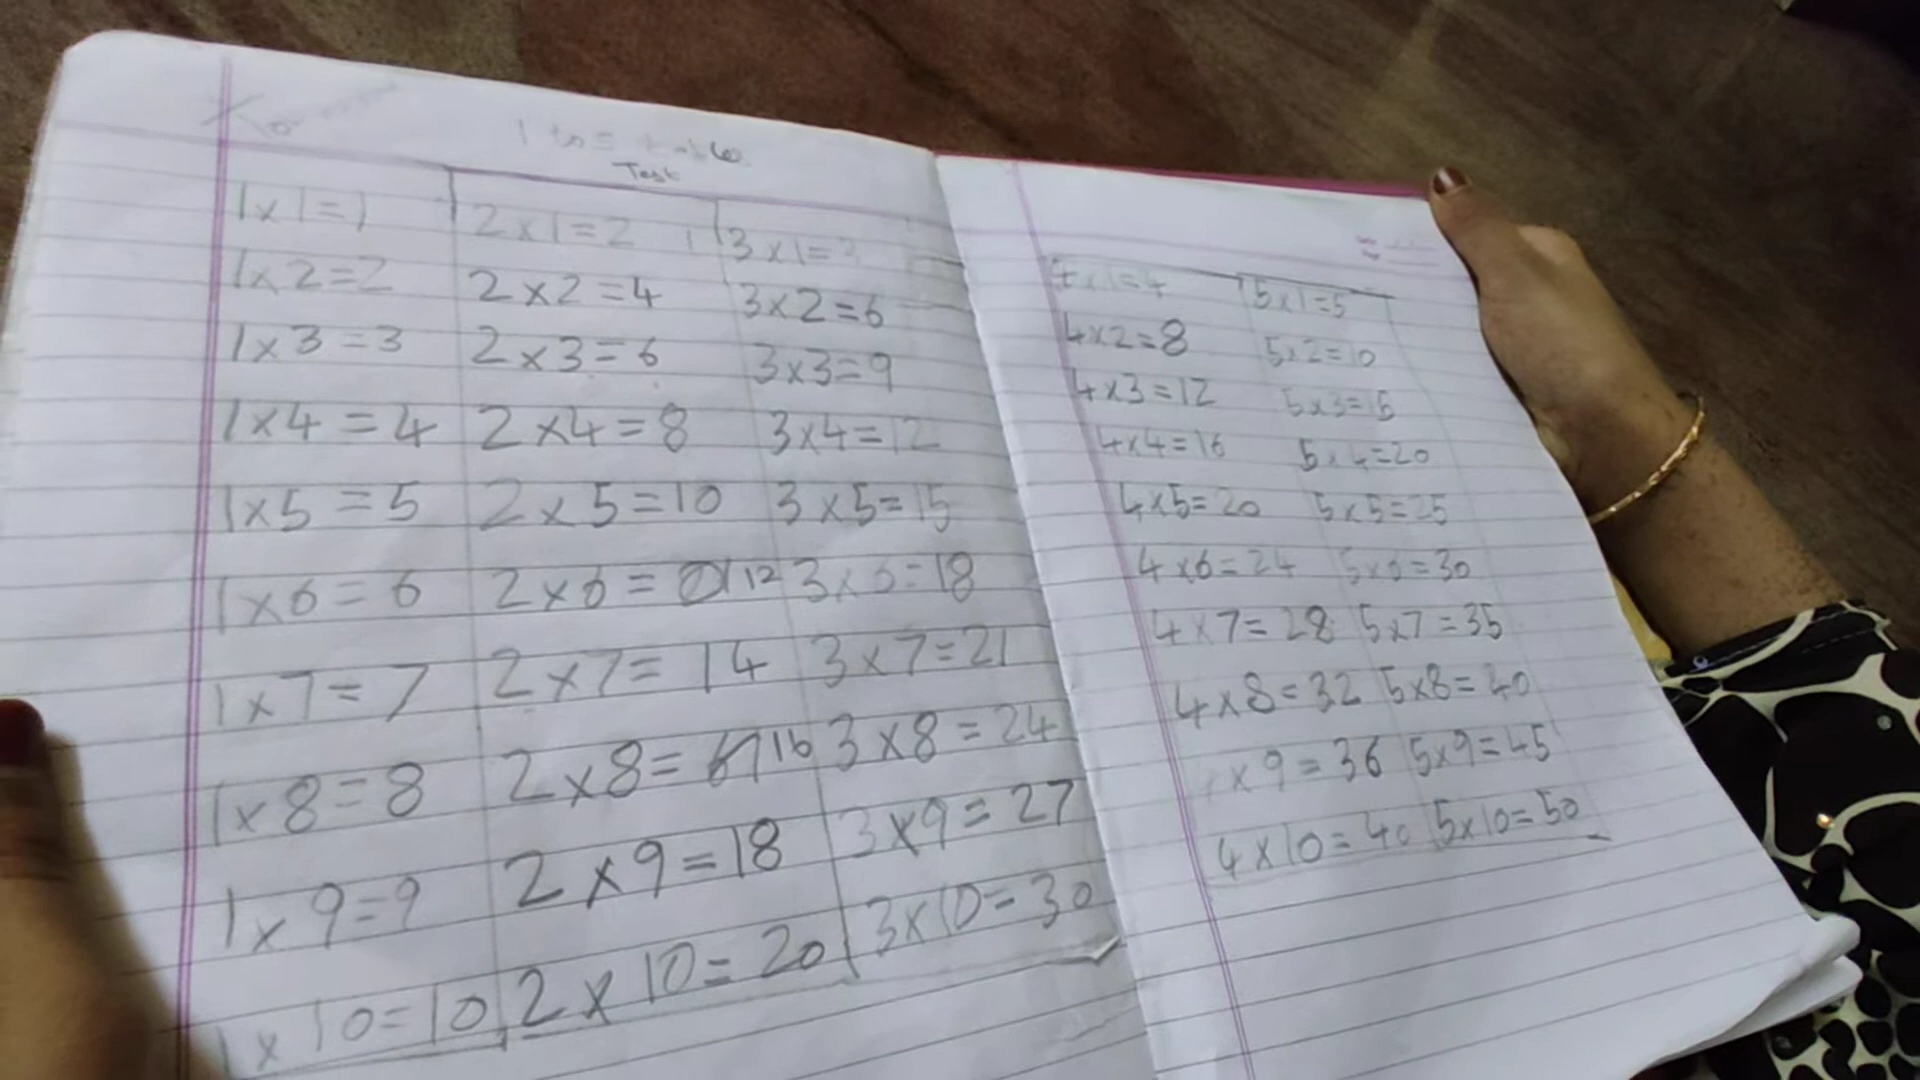 1 to 5 table
Test
1x1=1
1x2=2
1x3=3
1x4=4
1x5=5
1x6=6
1x7=7
1x8=8
1x9=9
1x10=10
2x1=2
2x2=4
2x3=6
2x4=8
2x5=10
2x6=12
2x7=14
2x8=16
2x9=18
2x10=20
3x1=3
3x2=6
3x3=9
3x4=12
3x5=15
3x6=18
3x7=21
3x8=24
3x9=27
3x10=30
4x1=4
4x2=8
4x3=12
4x4=16
4x5=20
4x6=24
4x7=28
4x8=32
x9=36
4x10=40
5x1=5
5x2=10
5x3=15
5x4=20
5x5=25
5x6=30
5x7=35
5x8=40
5x9=45
5x10=50